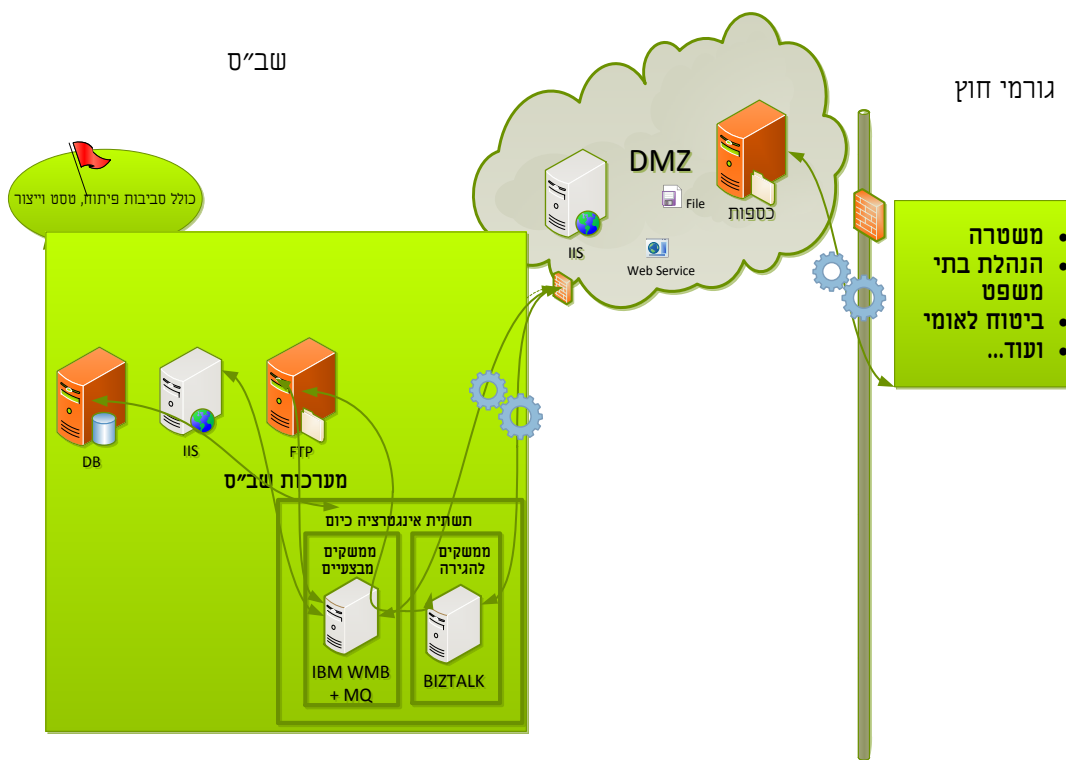 שב״ס
גורמי חוץ
כולל סביבות פיתוח, טסט וייצור
DMZ
IIS
File
Web Service
כספות
• משטרה
• הנהלת בתי
משפט
• ביטוח לאומי
• ועוד...
DB
IIS
FTP
מערכות שב״ס
תשתית אינטגרציה כיום
ממשקים
מבצעיים
IBM WMB
+ MQ
ממשקים
להגירה
BIZTALK